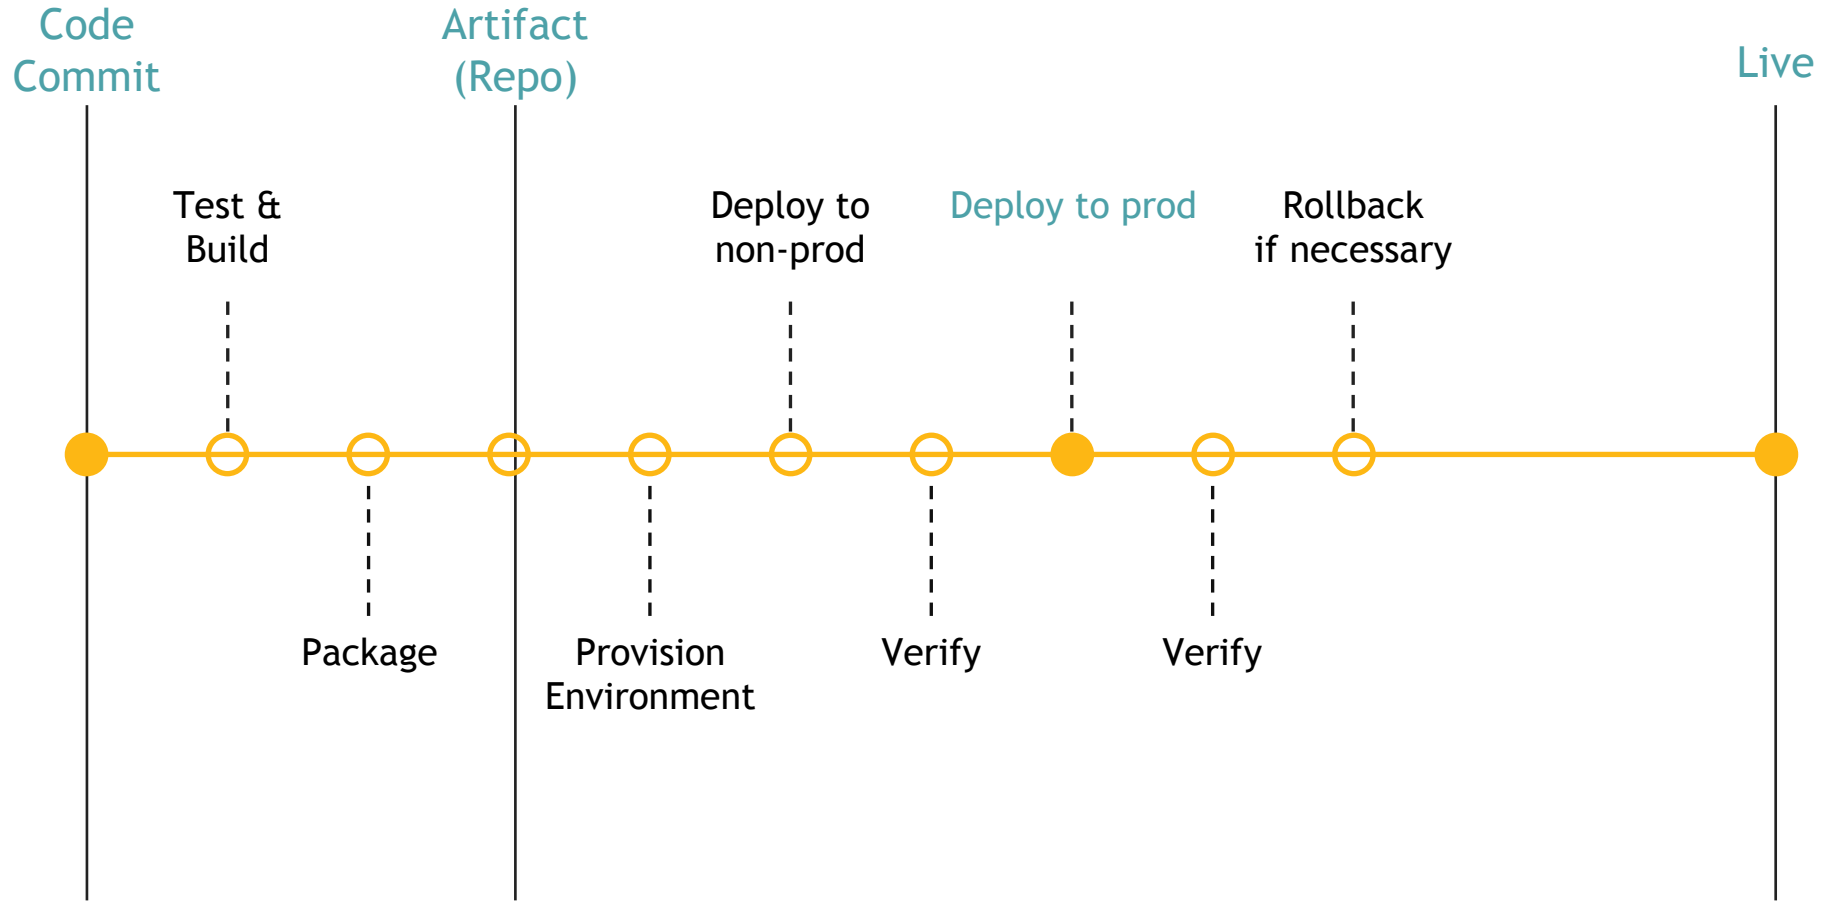 Code
Commit
Artifact
(Repo)
Live
Test &
Build
Deploy to
non-prod
Deploy to prod
Rollback
if necessary
Package
Provision
Environment
Verify
Verify